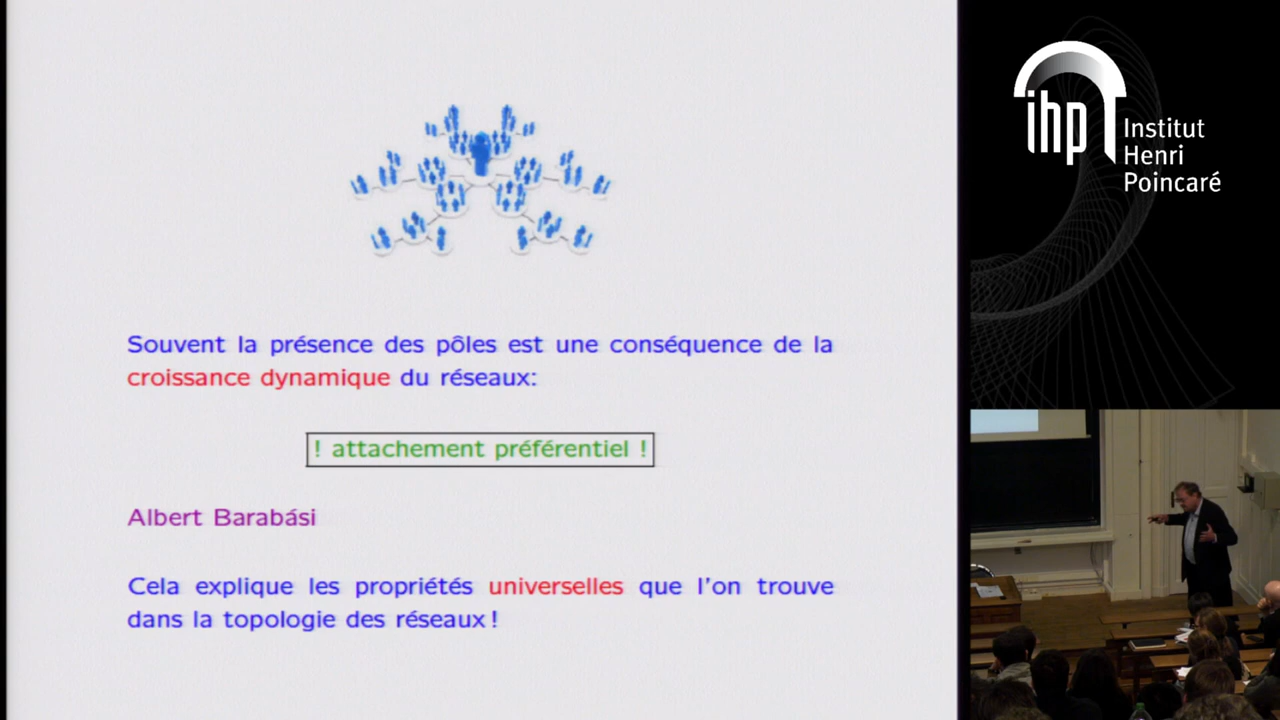 Souvent la présence des pôles est une conséquence de la
croissance dynamique du réseaux:
! attachement préférentiel !
Albert Barabási
Cela explique les propriétés universelles que l'on trouve
dans la topologie des réseaux !
ihp
Institut
Henri
Poincaré